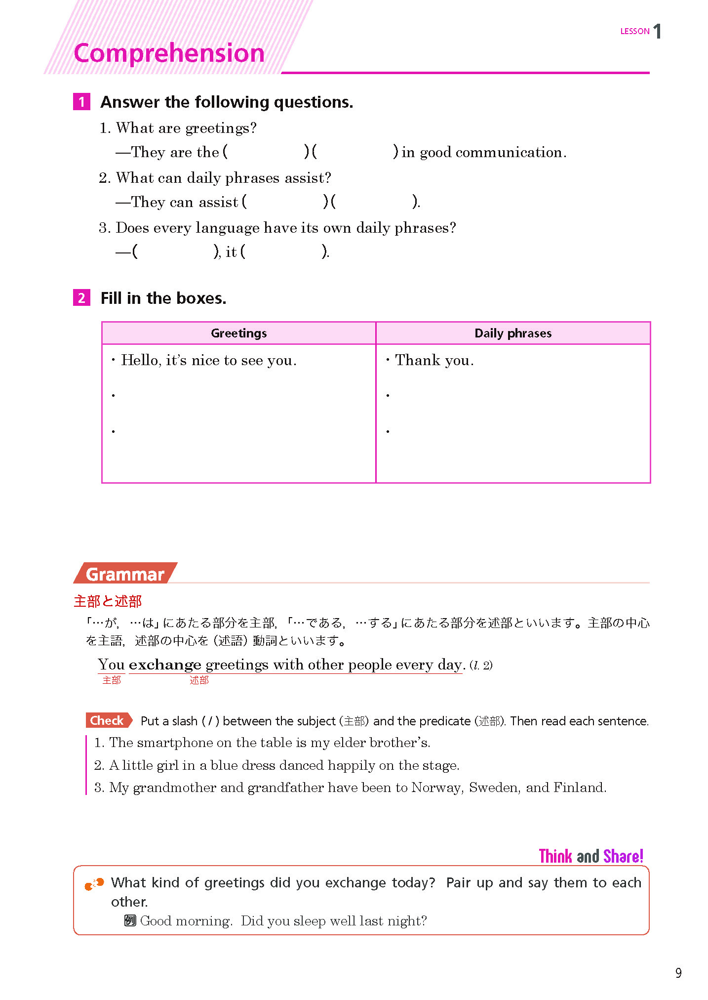 LESSON 1
Comprehension
1 Answer the following questions.
1. What are greetings?
—They are the ( ) ( ) in good communication.
2. What can daily phrases assist?
—They can assist ( ) ( ).
3. Does every language have its own daily phrases?
—( ), it ( ).
2 Fill in the boxes.
Greetings Daily phrases
・Hello, it's nice to see you. ・Thank you.
・ ・
・ ・
Grammar
主部と述部
「…が，…は」にあたる部分を主部，「…である，…する」にあたる部分を述部といいます。主部の中心
を主語，述部の中心を（述語）動詞といいます。
You exchange greetings with other people every day. (l. 2)
主部 述部
Check Put a slash ( / ) between the subject（主部）and the predicate（述部）. Then read each sentence.
1. The smartphone on the table is my elder brother's.
2. A little girl in a blue dress danced happily on the stage.
3. My grandmother and grandfather have been to Norway, Sweden, and Finland.
Think and Share!
What kind of greetings did you exchange today? Pair up and say them to each
other.
例 Good morning. Did you sleep well last night?
9